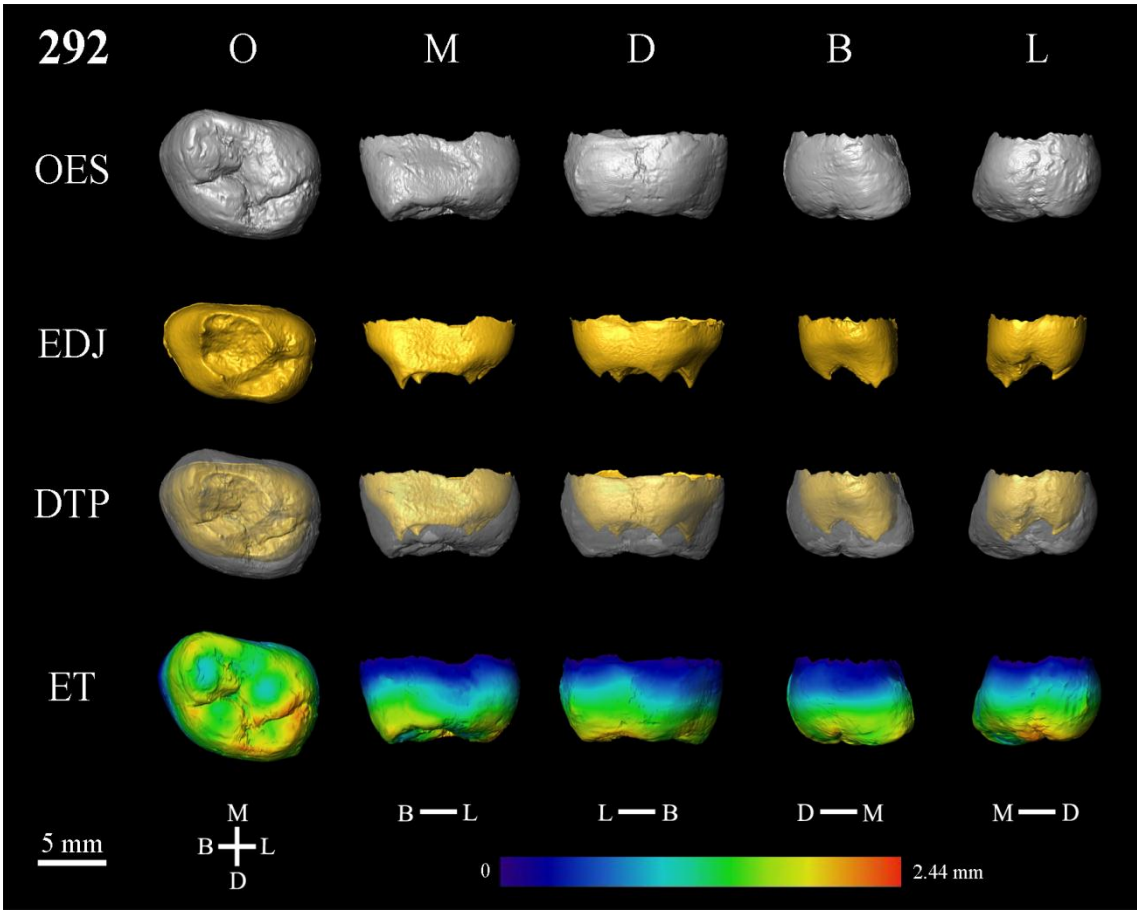 292 O M D B L
OES
EDJ
DTP
ET
M
B L
D
B L
L B
D M
M D
5 mm
0 2.44 mm